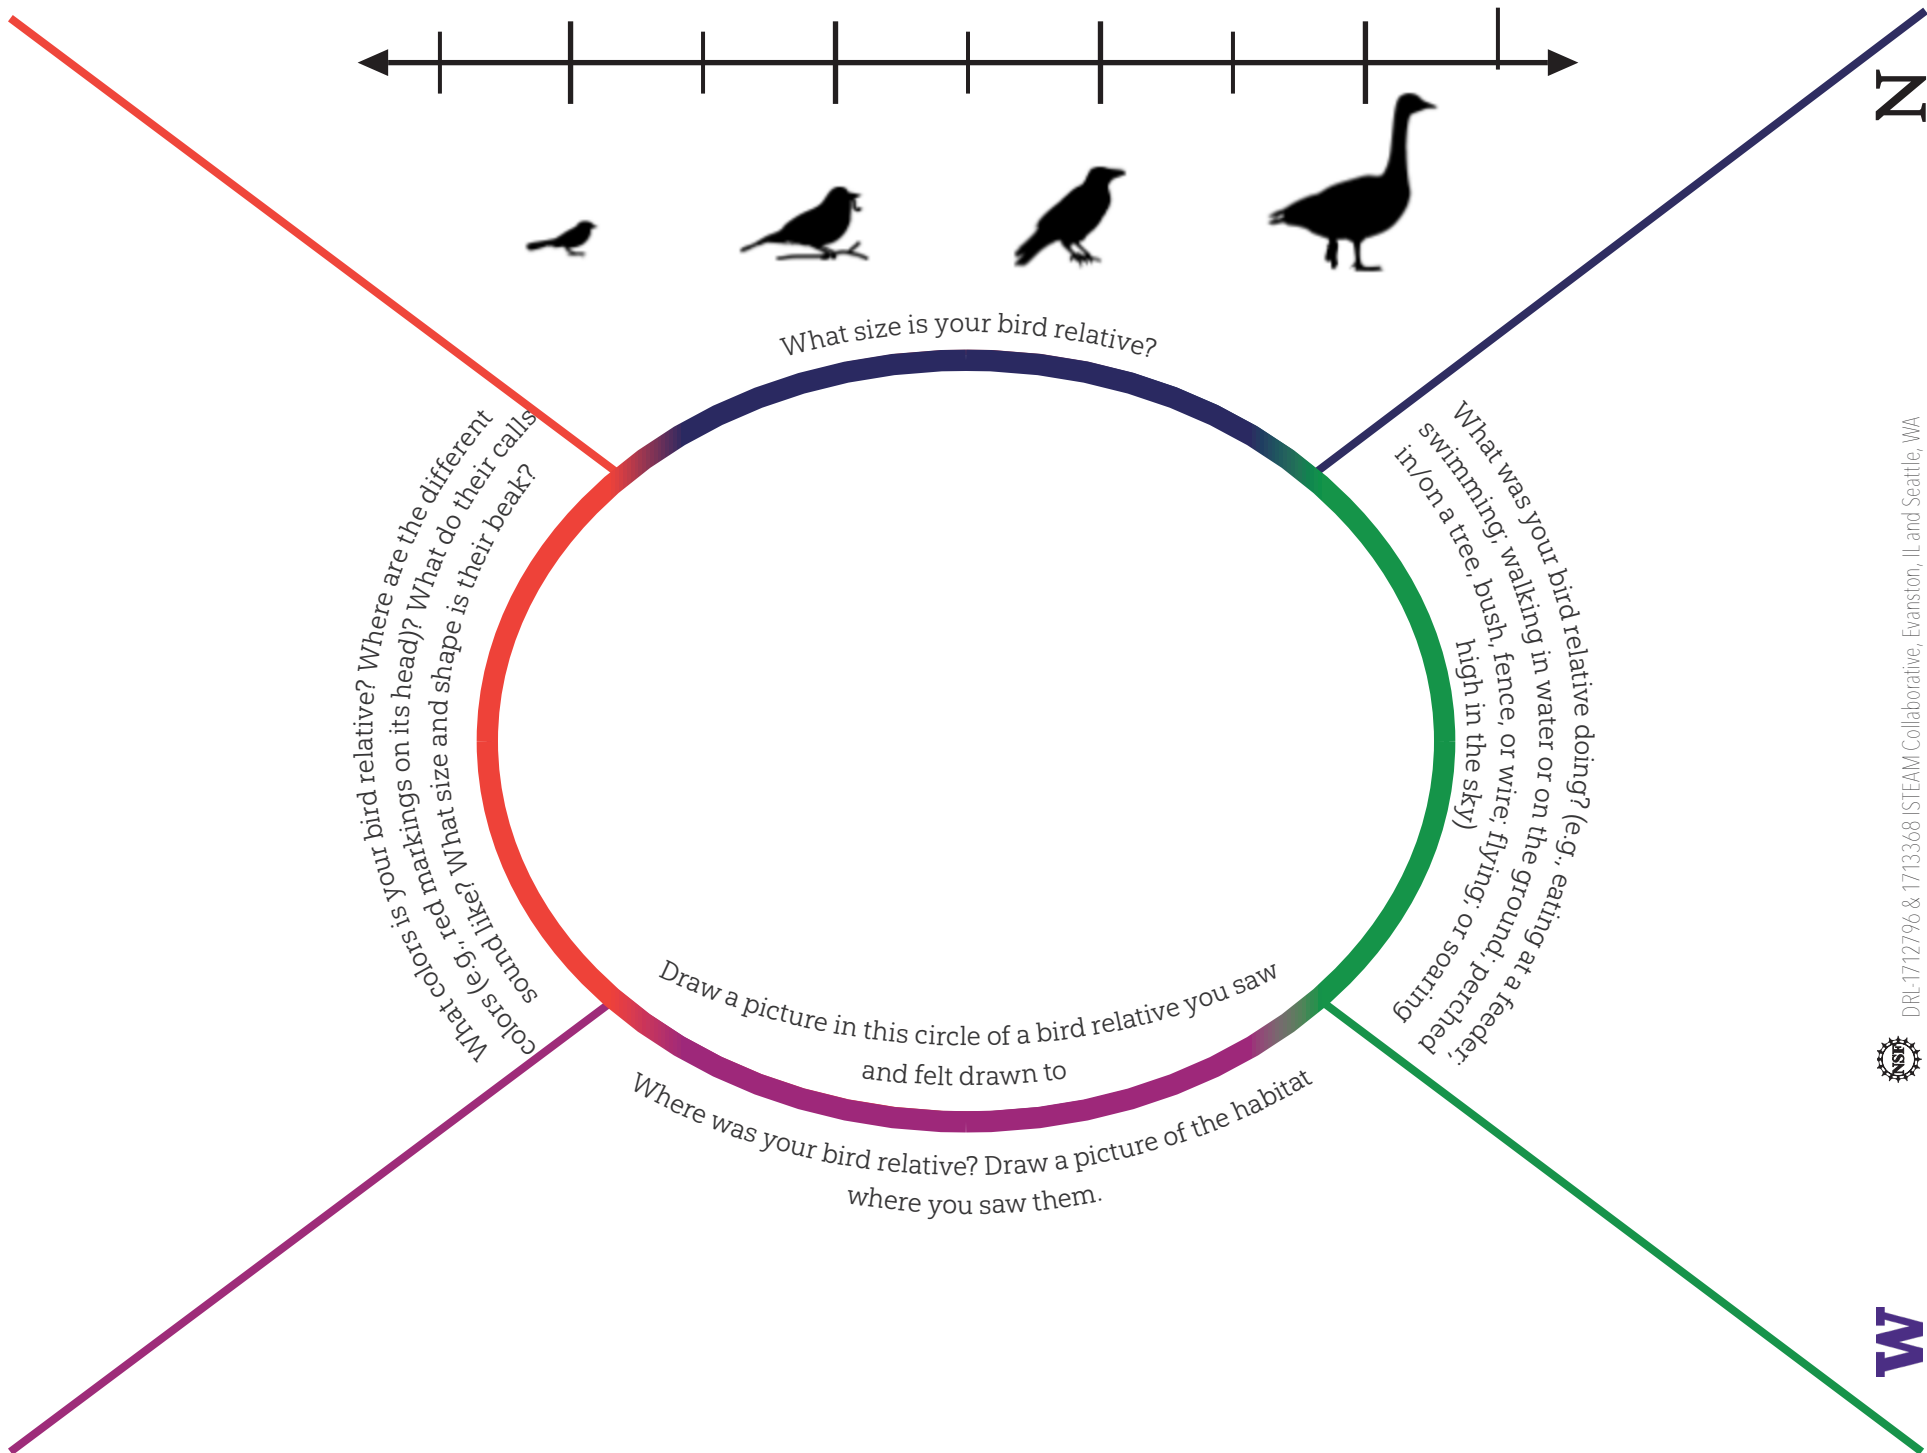 What size is your bird relative?
What colors is your bird relative? Where are the different
colors (e.g., red markings on its head)? What do their calls
sound like? What size and shape is their beak?
What was your bird relative doing? (e.g., eating at a feeder;
swimming; walking in water or on the ground; perched
in/on a tree, bush, fence, or wire; flying; or soaring
high in the sky)
Draw a picture in this circle of a bird relative you saw
and felt drawn to
Where was your bird relative? Draw a picture of the habitat
where you saw them.
N
DRL-1712796 & 1713368 ISTEAM Collaborative, Evanston, IL and Seattle, WA
NSF
W